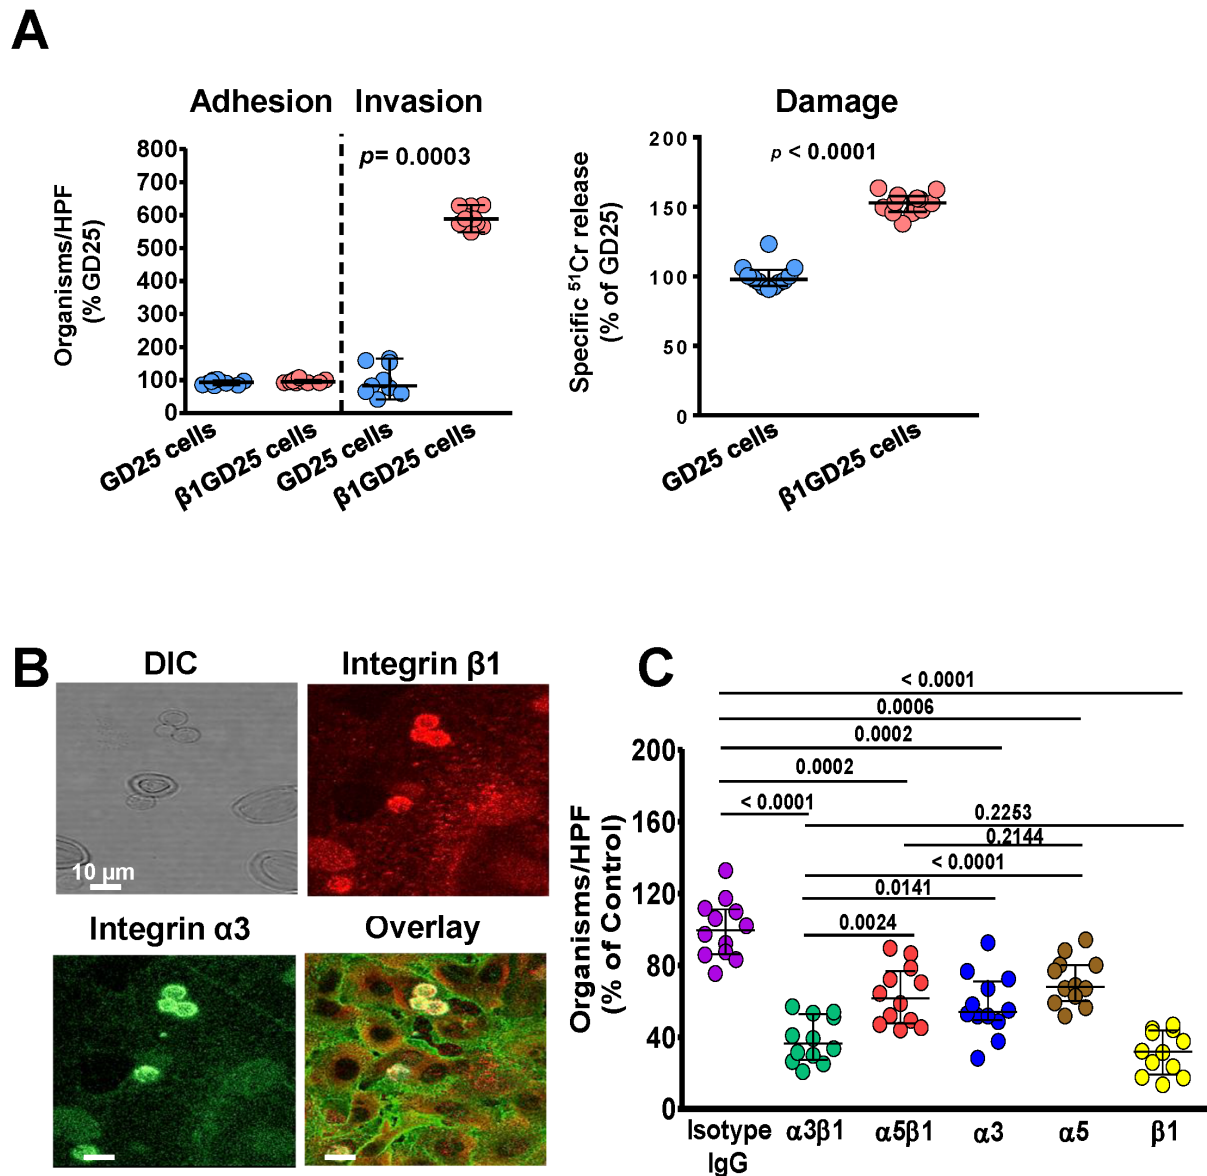 A
Adhesion Invasion
p= 0.0003
Organisms/HPF
(% GD25)
800
700
600
500
400
300
200
100
0
GD25 cells
β1GD25 cells
GD25 cells
β1GD25 cells
Damage
p < 0.0001
Specific ⁵¹Cr release
(% of GD25)
200
150
100
50
0
GD25 cells
β1GD25 cells
B
DIC
Integrin β1
10 µm
Integrin α3
Overlay
C
< 0.0001
0.0006
0.0002
0.0002
< 0.0001
0.2253
0.2144
< 0.0001
0.0141
0.0024
Organisms/HPF
(% of Control)
200
160
120
80
40
0
Isotype
IgG
α3β1
α5β1
α3
α5
β1